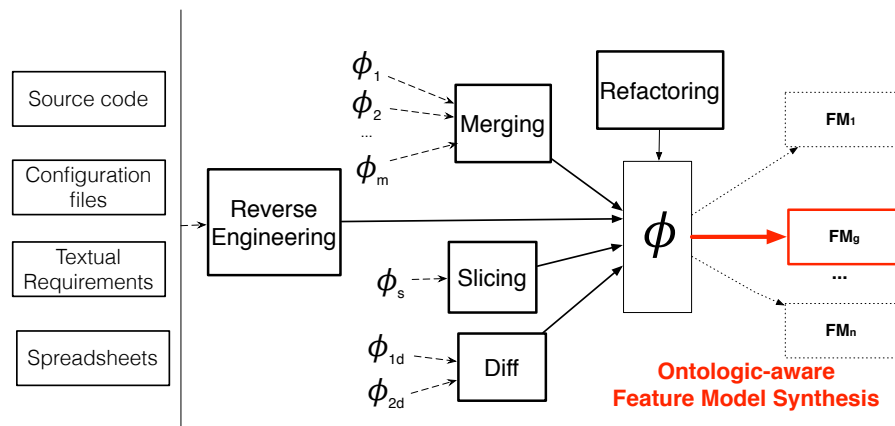 Source code
Configuration
files
Textual
Requirements
Spreadsheets
Reverse
Engineering
ϕ1
ϕ2
...
ϕm
Merging
ϕs
Slicing
ϕ1d
ϕ2d
Diff
Refactoring
ϕ
FM1
FMg
...
FMn
Ontologic-aware
Feature Model Synthesis